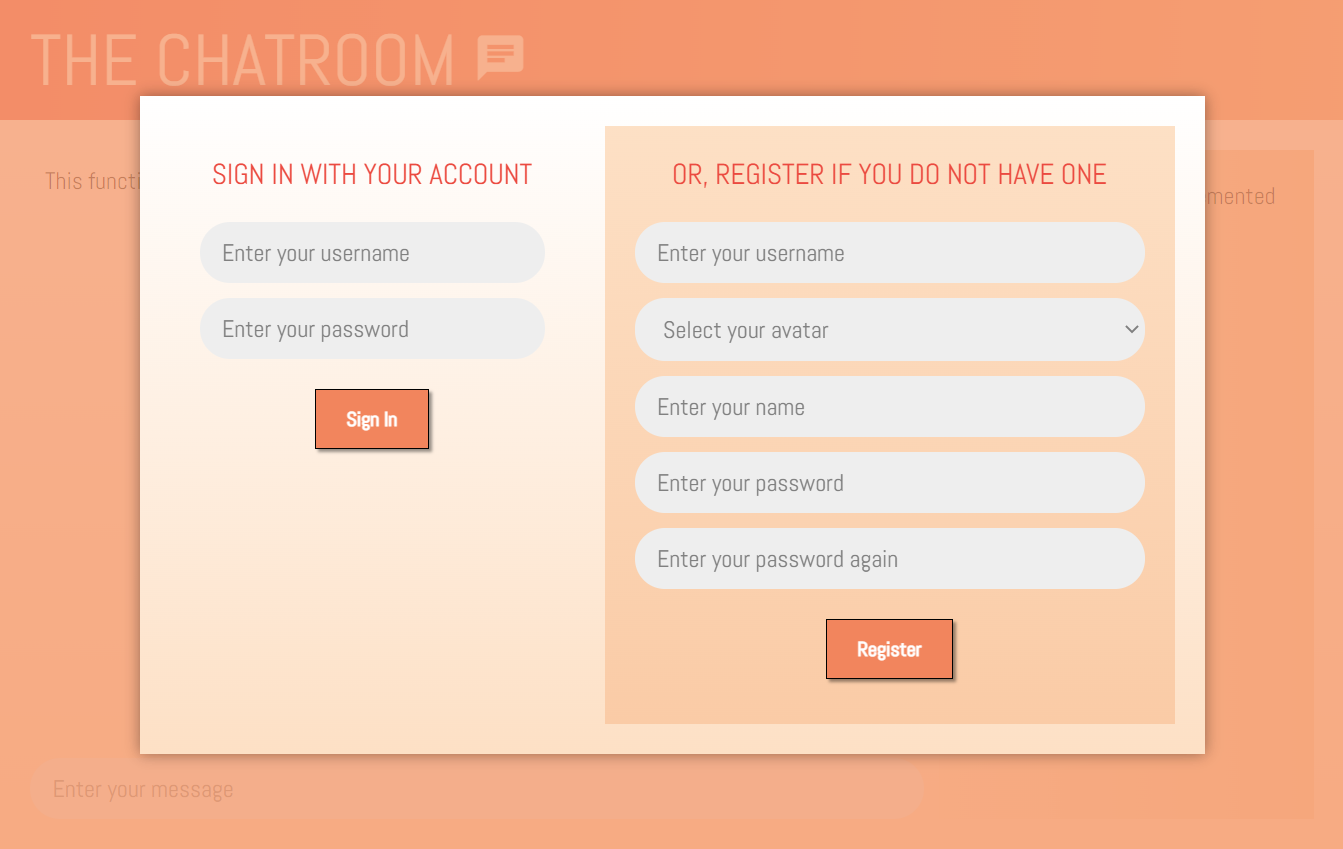 THE CHATROOM
This functi
mented
SIGN IN WITH YOUR ACCOUNT
Enter your username
Enter your password
Sign In
OR, REGISTER IF YOU DO NOT HAVE ONE
Enter your username
Select your avatar
Enter your name
Enter your password
Enter your password again
Register
Enter your message